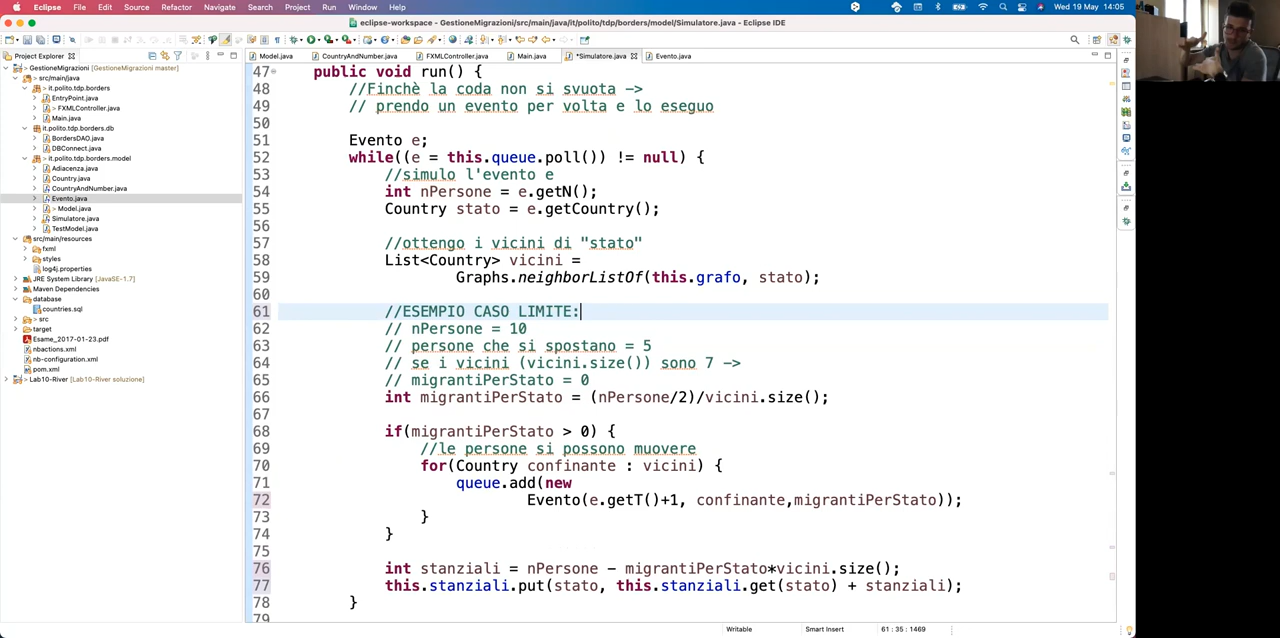 Eclipse File Edit Source Refactor Navigate Search Project Run Window Help Wed 19 May 14:05
eclipse-workspace - GestioneMigrazioni/src/main/java/it/polito/tdp/borders/model/Simulatore.java - Eclipse IDE
Project Explorer
GestioneMigrazioni [GestioneMigrazioni master]
src/main/java
it.polito.tdp.borders
EntryPoint.java
> FXMLController.java
Main.java
it.polito.tdp.borders.db
BordersDAO.java
DBConnect.java
it.polito.tdp.borders.model
Adiacenza.java
Country.java
CountryAndNumber.java
Evento.java
> Model.java
Simulatore.java
TestModel.java
src/main/resources
fxml
styles
log4j.properties
JRE System Library [JavaSE-1.7]
Maven Dependencies
database
countries.sql
> src
target
Esame_2017-01-23.pdf
nbactions.xml
nb-configuration.xml
pom.xml
> Lab10-River [Lab10-River soluzione]
Model.java CountryAndNumber.java FXMLController.java Main.java *Simulatore.java Evento.java
47 public void run() {
48 //Finchè la coda non si svuota ->
49 // prendo un evento per volta e lo eseguo
50
51 Evento e;
52 while((e = this.queue.poll()) != null) {
53 //simulo l'evento e
54 int nPersone = e.getN();
55 Country stato = e.getCountry();
56
57 //ottengo i vicini di "stato"
58 List<Country> vicini =
59 Graphs.neighborListOf(this.grafo, stato);
60
61 //ESEMPIO CASO LIMITE:
62 // nPersone = 10
63 // persone che si spostano = 5
64 // se i vicini (vicini.size()) sono 7 ->
65 // migrantiPerStato = 0
66 int migrantiPerStato = (nPersone/2)/vicini.size();
67
68 if(migrantiPerStato > 0) {
69 //le persone si possono muovere
70 for(Country confinante : vicini) {
71 queue.add(new
72 Evento(e.getT()+1, confinante,migrantiPerStato));
73 }
74 }
75
76 int stanziali = nPersone - migrantiPerStato*vicini.size();
77 this.stanziali.put(stato, this.stanziali.get(stato) + stanziali);
78 }
79
Writable Smart Insert 61 : 35 : 1469